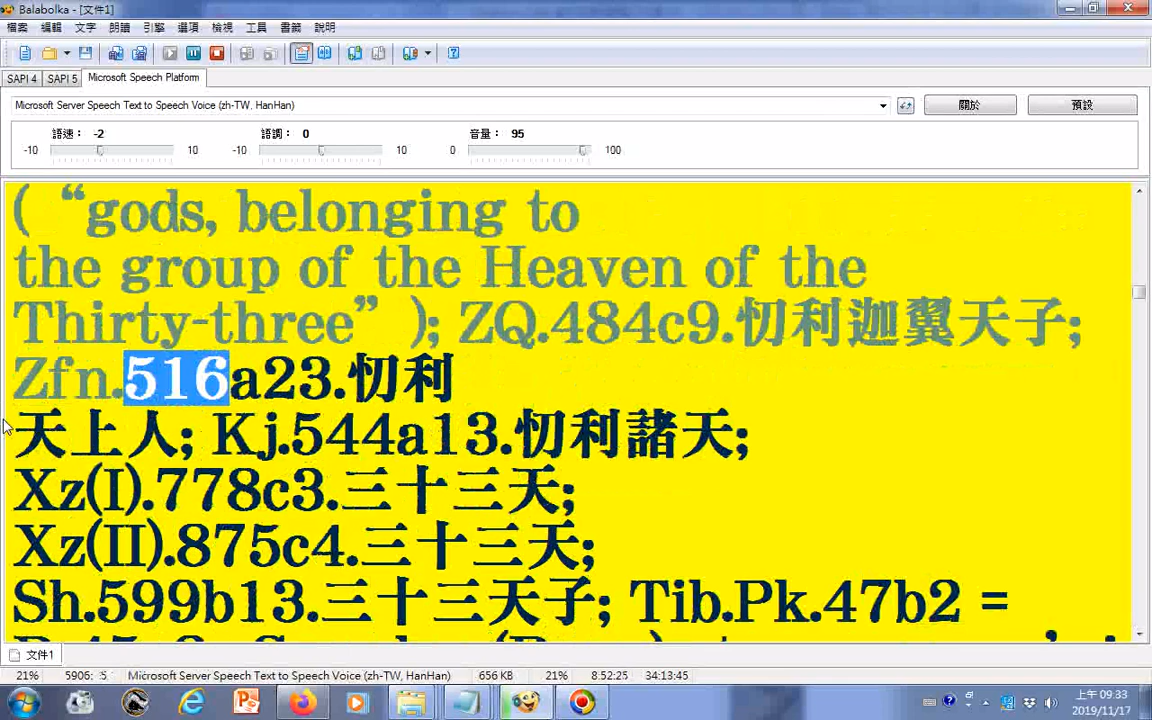 Balabolka - [文件1]
檔案 編輯 文字 朗讀 引擎 選項 檢視 工具 書籤 說明
SAPI 4 SAPI 5 Microsoft Speech Platform
Microsoft Server Speech Text to Speech Voice (zh-TW, HanHan) 關於 預設
語速： -2 語調： 0 音量： 95
-10 10 -10 10 0 100
( “gods, belonging to
the group of the Heaven of the
Thirty-three” ); ZQ.484c9.忉利迦翼天子;
Zfn.516a23.忉利
天上人; Kj.544a13.忉利諸天;
Xz(I).778c3.三十三天;
Xz(II).875c4.三十三天;
Sh.599b13.三十三天子; Tib.Pk.47b2 =
文件1
21% 5906: 5 Microsoft Server Speech Text to Speech Voice (zh-TW, HanHan) 656 KB 21% 8:52:25 34:13:45
上午 09:33
2019/11/17